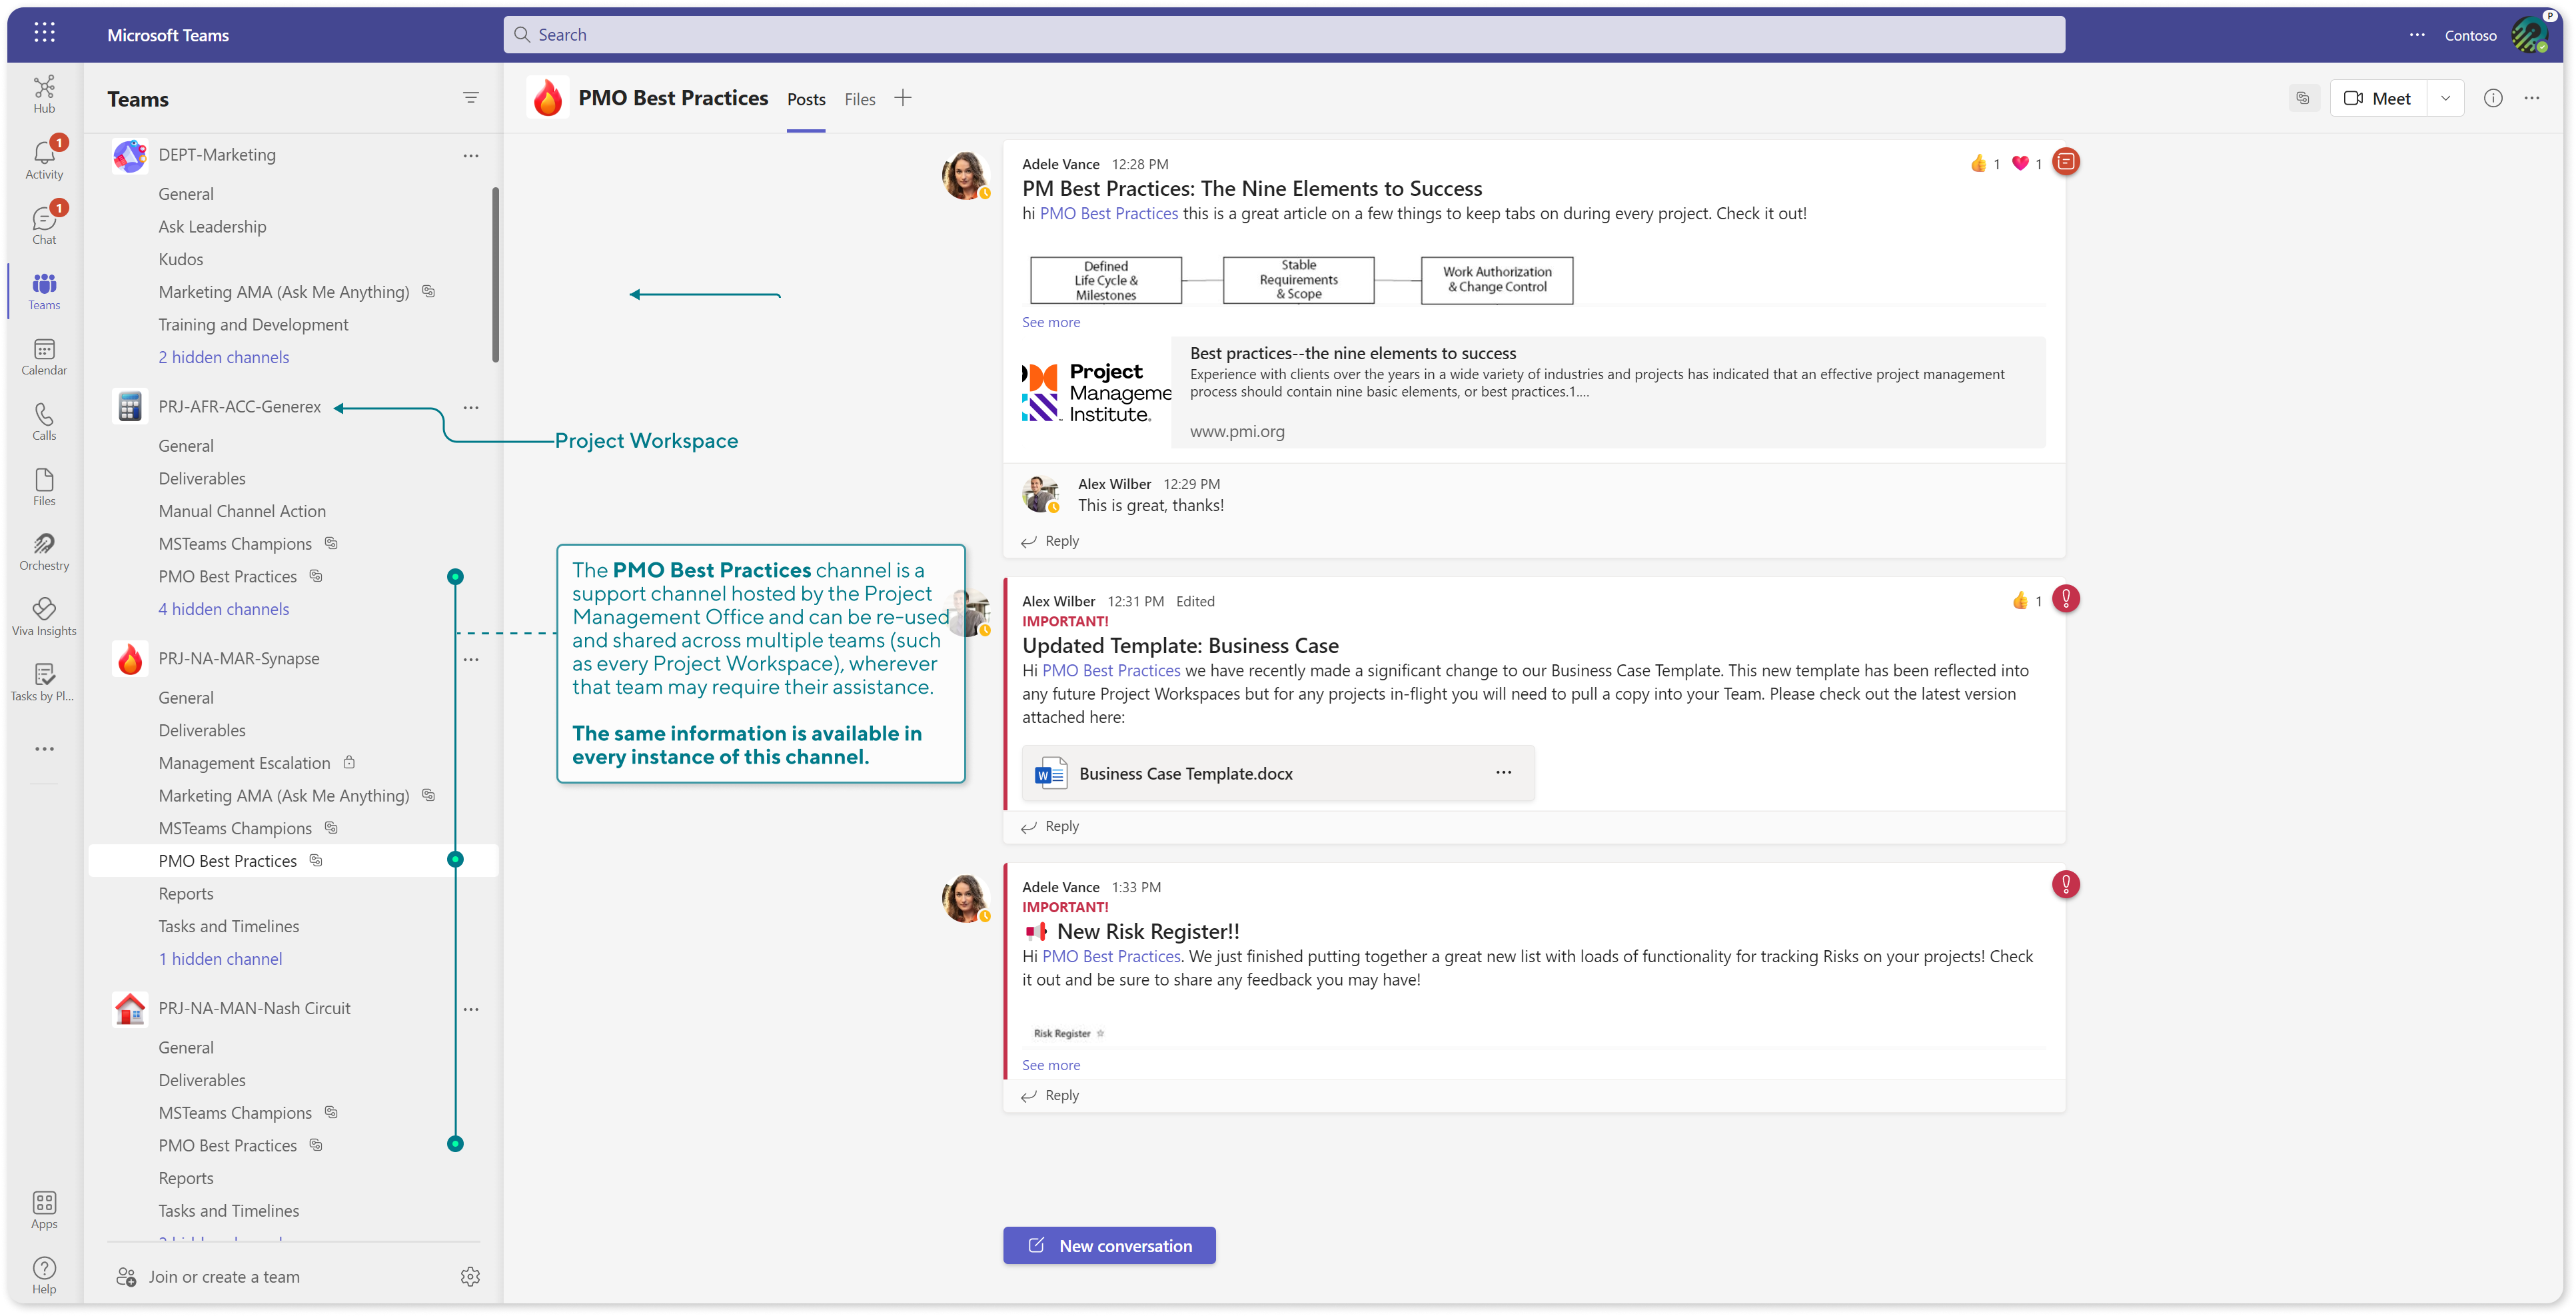 Microsoft Teams
Search
Contoso
P
Hub
1
Activity
1
Chat
Teams
Calendar
Calls
Files
Orchestry
Viva Insights
Tasks by Pl...
Apps
Help
Teams
DEPT-Marketing
General
Ask Leadership
Kudos
Marketing AMA (Ask Me Anything)
Training and Development
2 hidden channels
PRJ-AFR-ACC-Generex
General
Deliverables
Manual Channel Action
MSTeams Champions
PMO Best Practices
4 hidden channels
PRJ-NA-MAR-Synapse
General
Deliverables
Management Escalation
Marketing AMA (Ask Me Anything)
MSTeams Champions
PMO Best Practices
Reports
Tasks and Timelines
1 hidden channel
PRJ-NA-MAN-Nash Circuit
General
Deliverables
MSTeams Champions
PMO Best Practices
Reports
Tasks and Timelines
Join or create a team
Project Workspace
The PMO Best Practices channel is a
support channel hosted by the Project
Management Office and can be re-used
and shared across multiple teams (such
as every Project Workspace), wherever
that team may require their assistance.
The same information is available in
every instance of this channel.
PMO Best Practices
Posts
Files
Meet
Adele Vance 12:28 PM
1 1
PM Best Practices: The Nine Elements to Success
hi PMO Best Practices this is a great article on a few things to keep tabs on during every project. Check it out!
Defined
Life Cycle &
Milestones
Stable
Requirements
& Scope
Work Authorization
& Change Control
See more
Project
Manageme
Institute.
Best practices--the nine elements to success
Experience with clients over the years in a wide variety of industries and projects has indicated that an effective project management
process should contain nine basic elements, or best practices.1....
www.pmi.org
Alex Wilber 12:29 PM
This is great, thanks!
Reply
Alex Wilber 12:31 PM Edited
1
IMPORTANT!
Updated Template: Business Case
Hi PMO Best Practices we have recently made a significant change to our Business Case Template. This new template has been reflected into
any future Project Workspaces but for any projects in-flight you will need to pull a copy into your Team. Please check out the latest version
attached here:
W
Business Case Template.docx
Reply
Adele Vance 1:33 PM
IMPORTANT!
New Risk Register!!
Hi PMO Best Practices. We just finished putting together a great new list with loads of functionality for tracking Risks on your projects! Check
it out and be sure to share any feedback you may have!
Risk Register
See more
Reply
New conversation